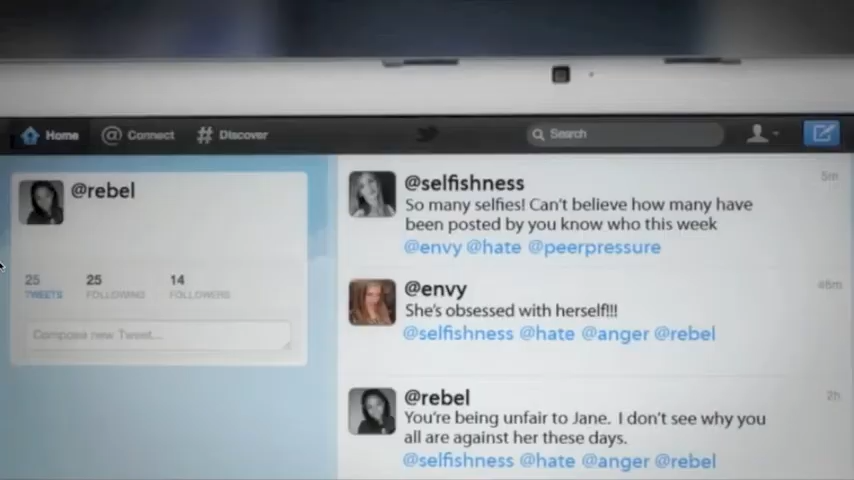 Home
Connect
Discover
Search
@rebel
25
TWEETS
25
FOLLOWING
14
FOLLOWERS
Compose new Tweet...
@selfishness
5m
So many selfies! Can't believe how many have
been posted by you know who this week
@envy @hate @peerpressure
@envy
46m
She's obsessed with herself!!!
@selfishness @hate @anger @rebel
@rebel
2h
You're being unfair to Jane. I don't see why you
all are against her these days.
@selfishness @hate @anger @rebel